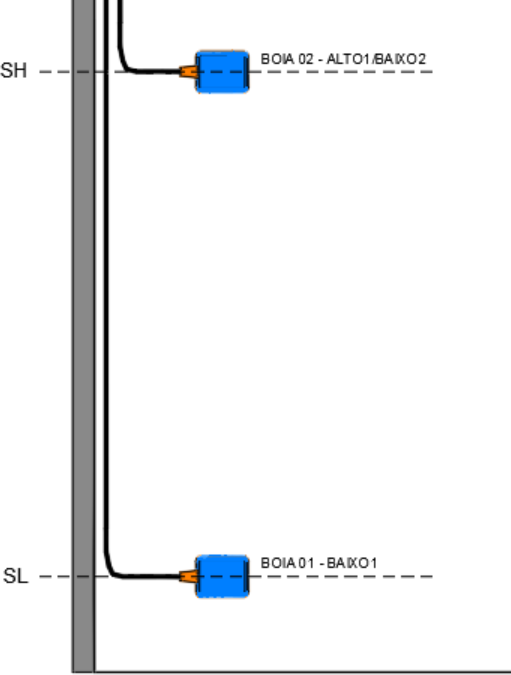 BOIA 02 - ALTO1/BAIXO2
SH
BOIA 01 - BAIXO1
SL